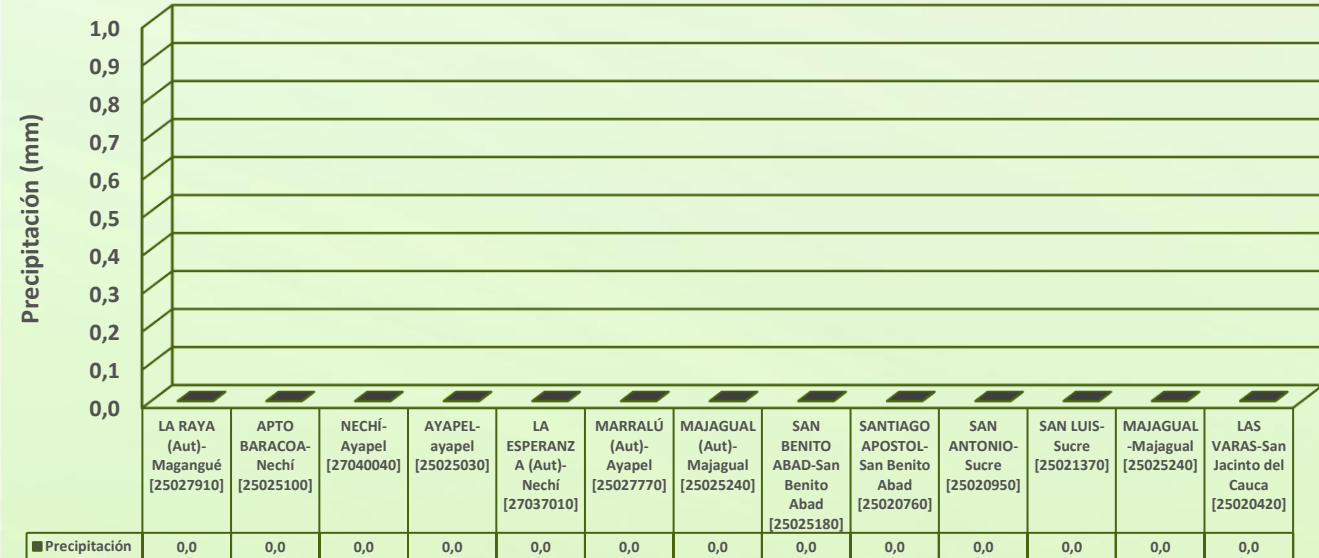 Precipitación (mm)
1,0
0,9
0,8
0,7
0,6
0,5
0,4
0,3
0,2
0,1
0,0
LA RAYA
(Aut)-
Magangué
[25027910]
APTO
BARACOA-
Nechí
[25025100]
NECHÍ-
Ayapel
[27040040]
AYAPEL-
ayapel
[25025030]
LA
ESPERANZ
A (Aut)-
Nechí
[27037010]
MARRALÚ
(Aut)-
Ayapel
[25027770]
MAJAGUAL
(Aut)-
Majagual
[25025240]
SAN
BENITO
ABAD-San
Benito
Abad
[25025180]
SANTIAGO
APOSTOL-
San Benito
Abad
[25020760]
SAN
ANTONIO-
Sucre
[25020950]
SAN LUIS-
Sucre
[25021370]
MAJAGUAL
-Majagual
[25025240]
LAS
VARAS-San
Jacinto del
Cauca
[25020420]
Precipitación 0,0 0,0 0,0 0,0 0,0 0,0 0,0 0,0 0,0 0,0 0,0 0,0 0,0